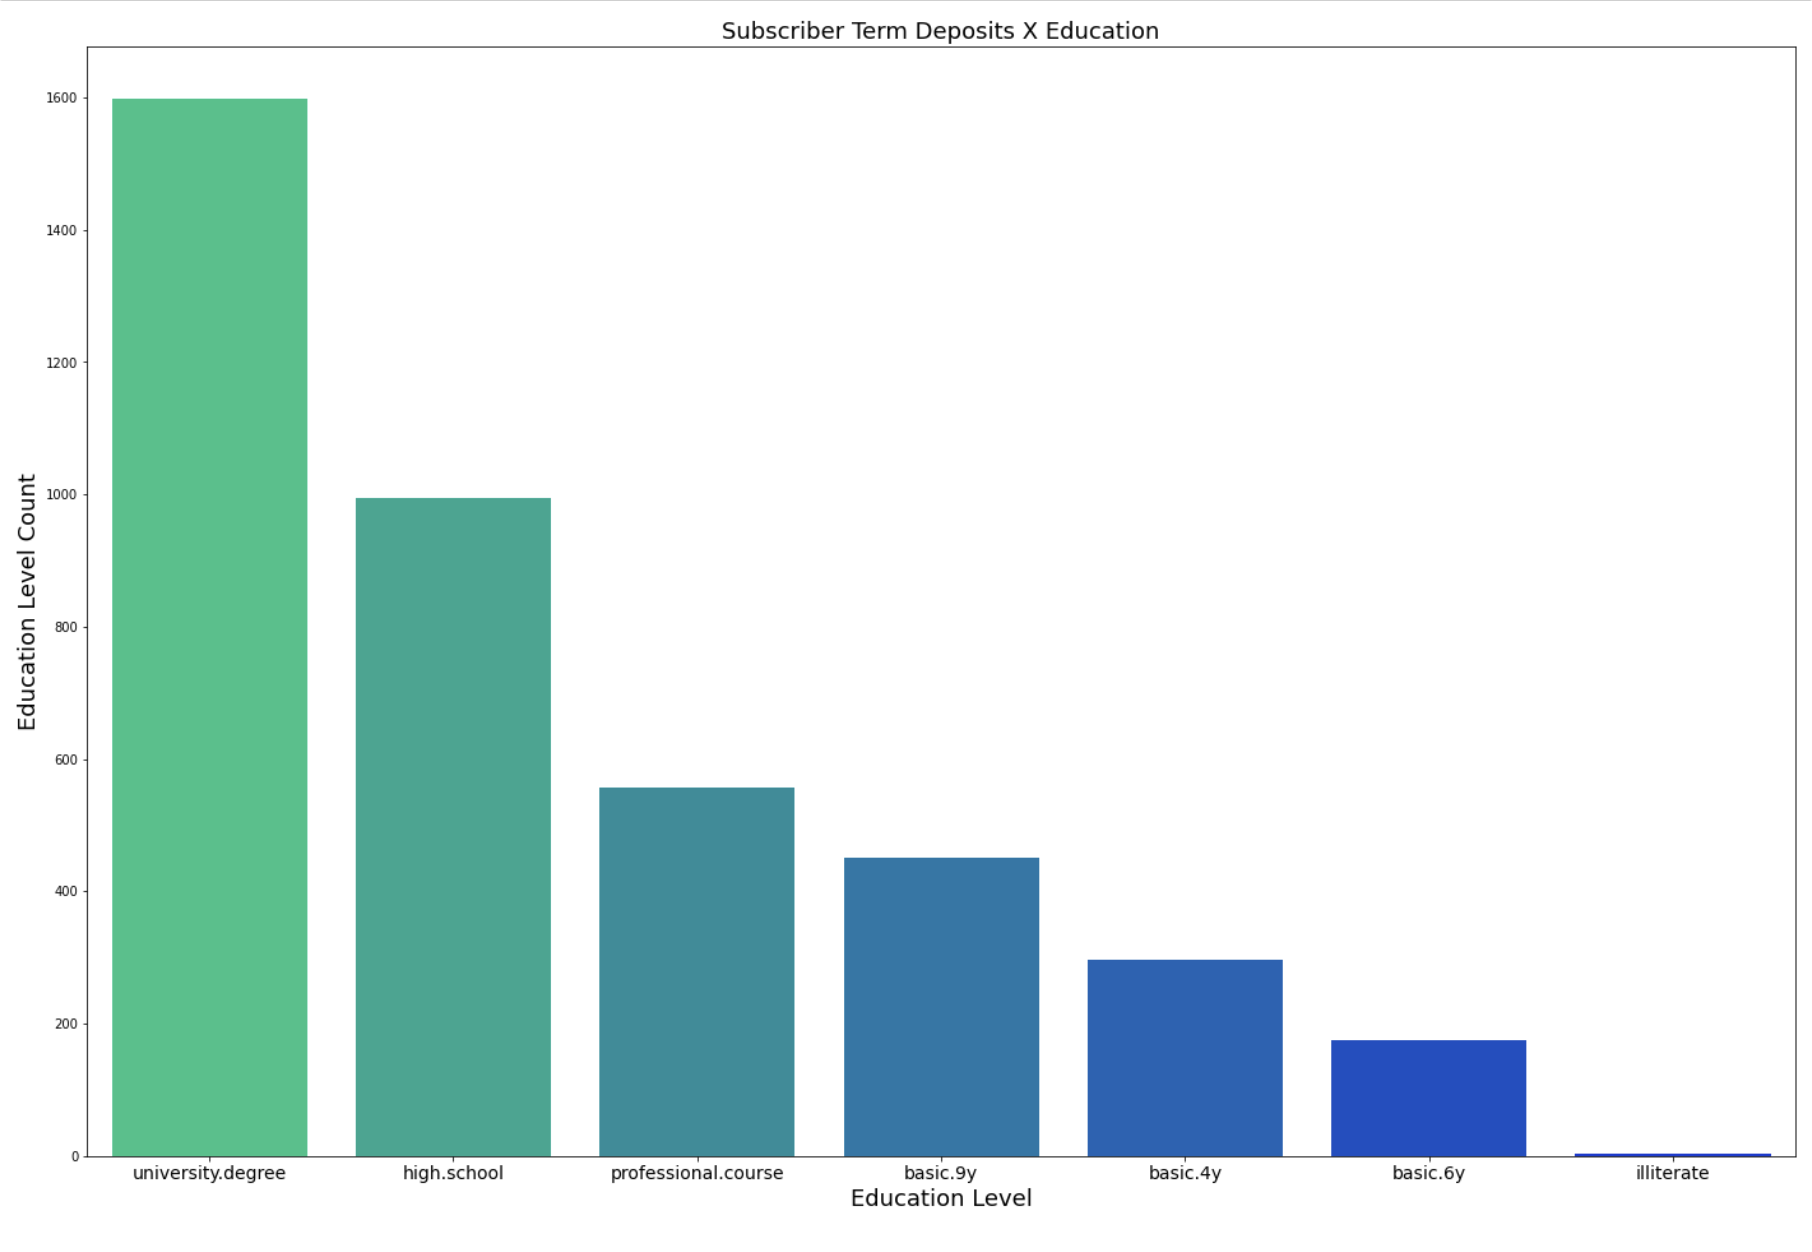 Subscriber Term Deposits X Education
Education Level Count
1600
1400
1200
1000
800
600
400
200
0
university.degree
high.school
professional.course
basic.9y
basic.4y
basic.6y
illiterate
Education Level